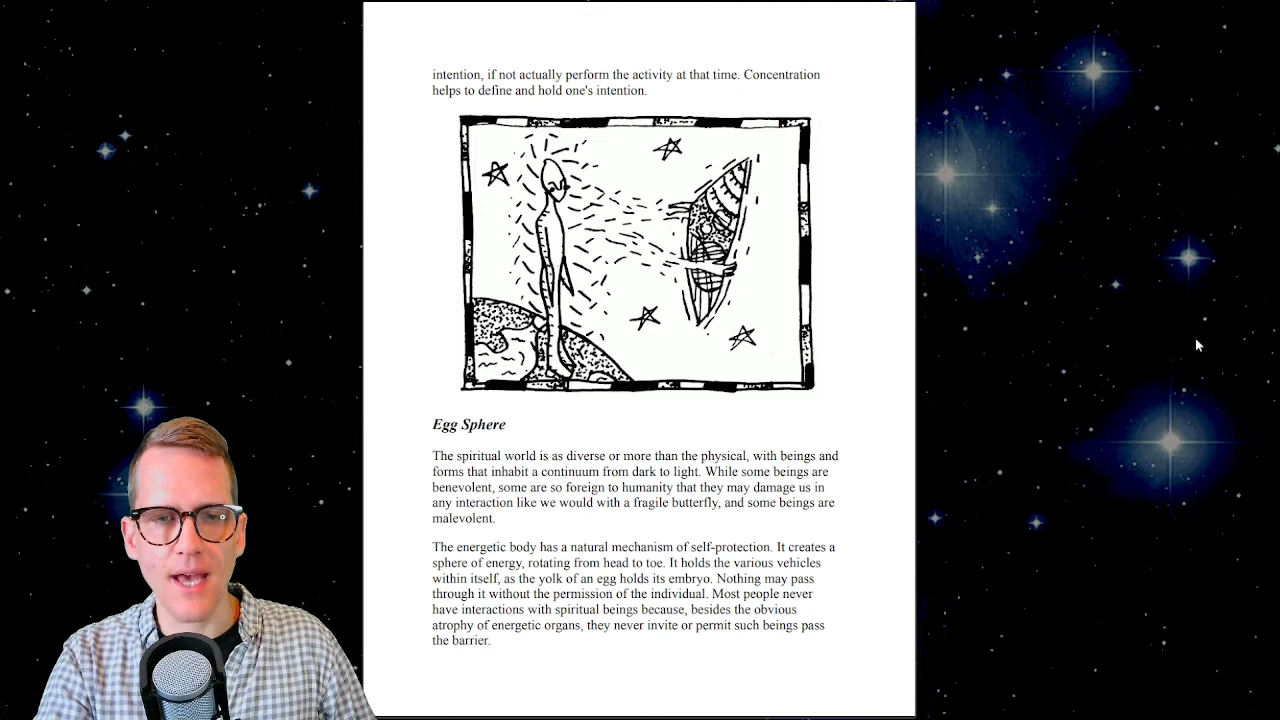 intention, if not actually perform the activity at that time. Concentration
helps to define and hold one's intention.
Egg Sphere
The spiritual world is as diverse or more than the physical, with beings and
forms that inhabit a continuum from dark to light. While some beings are
benevolent, some are so foreign to humanity that they may damage us in
any interaction like we would with a fragile butterfly, and some beings are
malevolent.
The energetic body has a natural mechanism of self-protection. It creates a
sphere of energy, rotating from head to toe. It holds the various vehicles
within itself, as the yolk of an egg holds its embryo. Nothing may pass
through it without the permission of the individual. Most people never
have interactions with spiritual beings because, besides the obvious
atrophy of energetic organs, they never invite or permit such beings pass
the barrier.